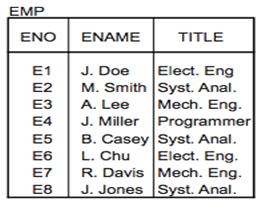 EMP
ENO ENAME TITLE
E1 J. Doe Elect. Eng
E2 M. Smith Syst. Anal.
E3 A. Lee Mech. Eng.
E4 J. Miller Programmer
E5 B. Casey Syst. Anal.
E6 L. Chu Elect. Eng.
E7 R. Davis Mech. Eng.
E8 J. Jones Syst. Anal.